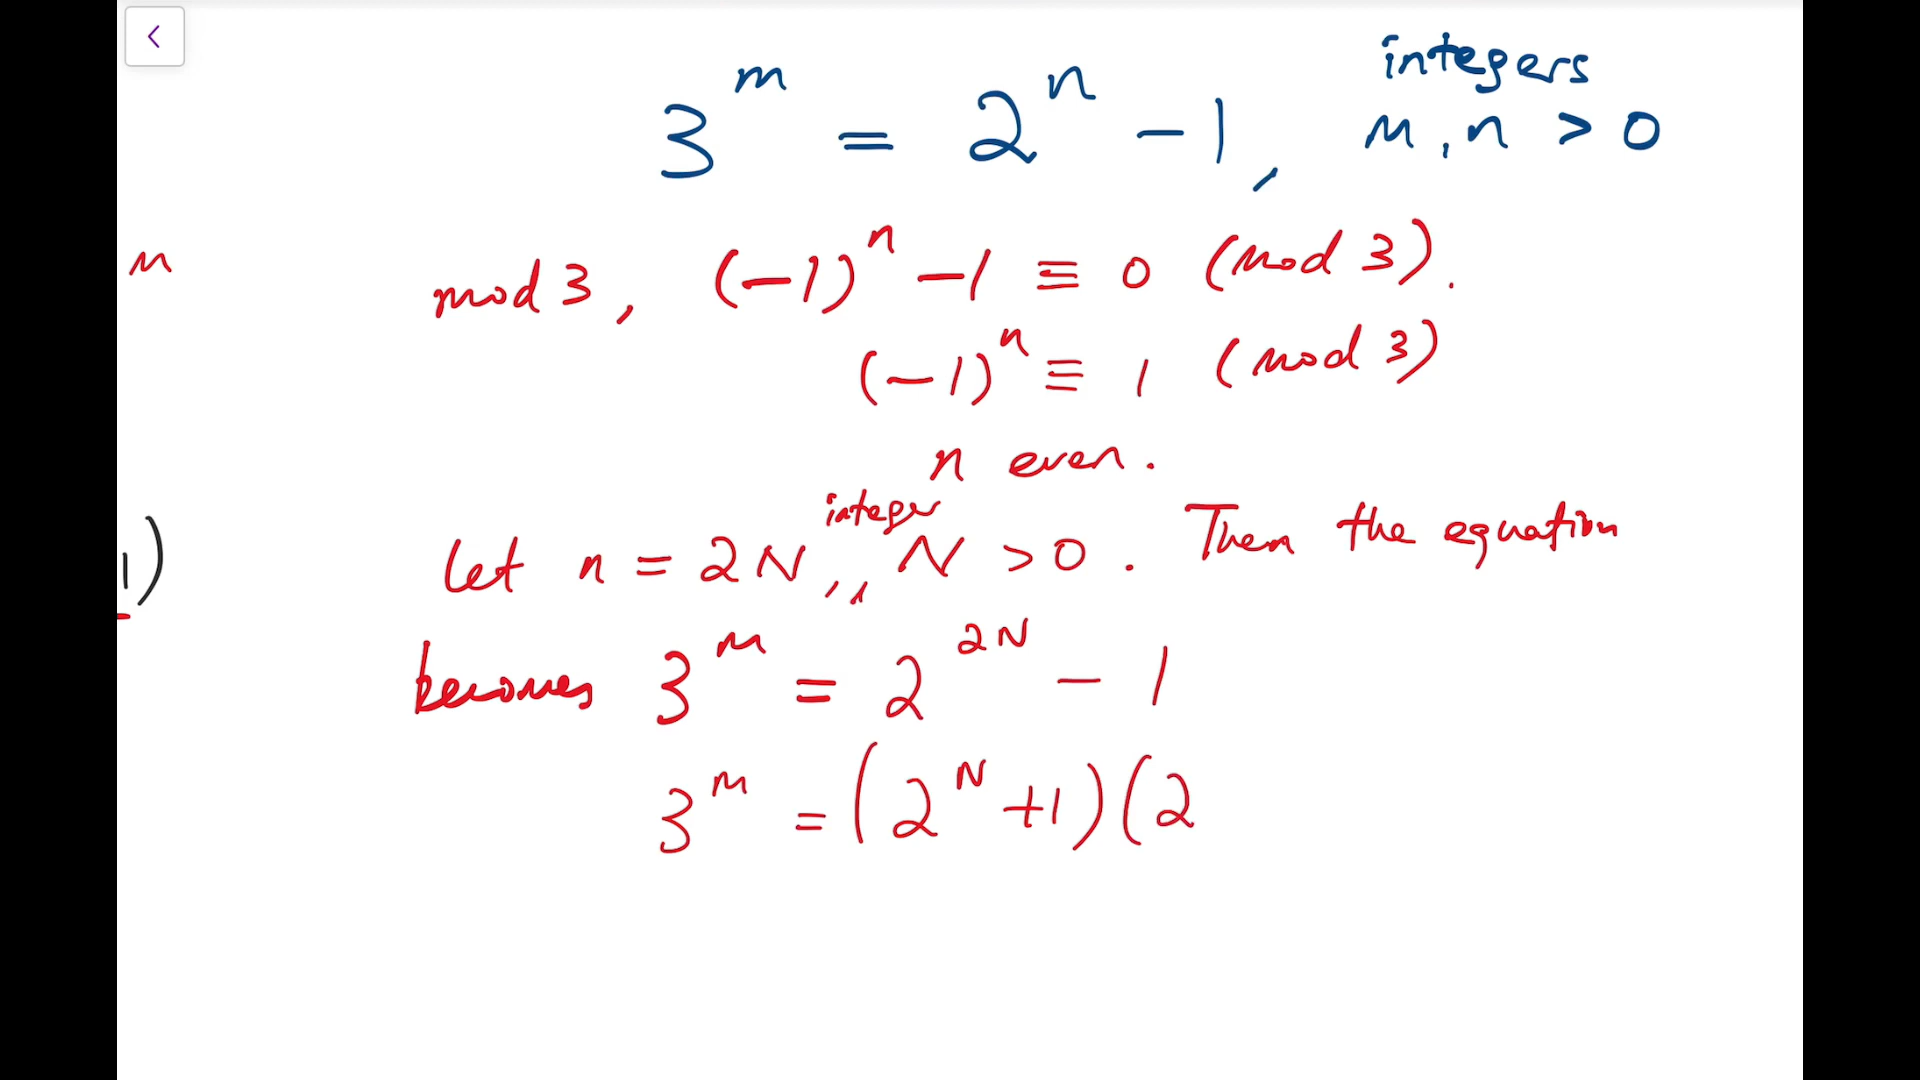 3^m = 2^n - 1, integers m, n > 0
m
mod 3, (-1)^n - 1 ≡ 0 (mod 3).
(-1)^n ≡ 1 (mod 3)
n even.
1)
Let n = 2N, integer N > 0. Then the equation
becomes 3^m = 2^{2N} - 1
3^m = (2^N + 1)(2